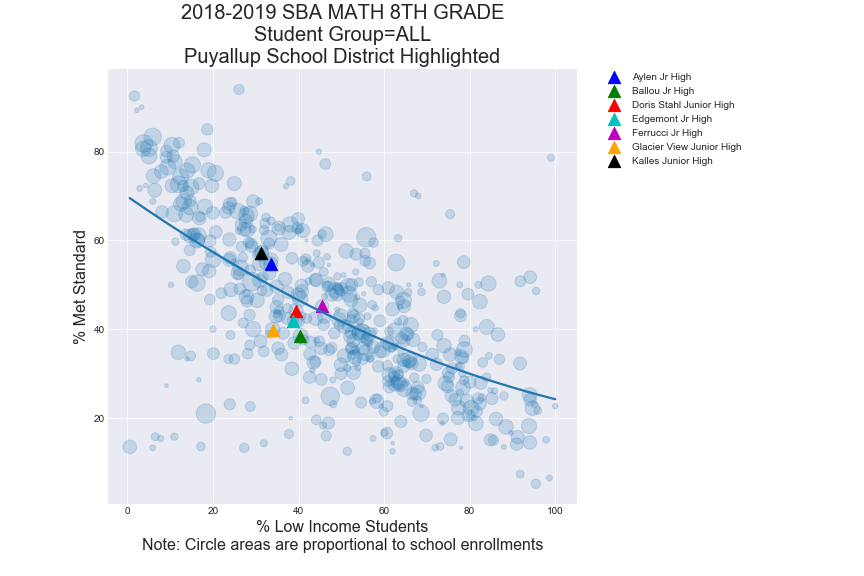 2018-2019 SBA MATH 8TH GRADE
Student Group=ALL
Puyallup School District Highlighted
Aylen Jr High
Ballou Jr High
Doris Stahl Junior High
Edgemont Jr High
Ferrucci Jr High
Glacier View Junior High
Kalles Junior High
% Met Standard
80
60
40
20
0 20 40 60 80 100
% Low Income Students
Note: Circle areas are proportional to school enrollments